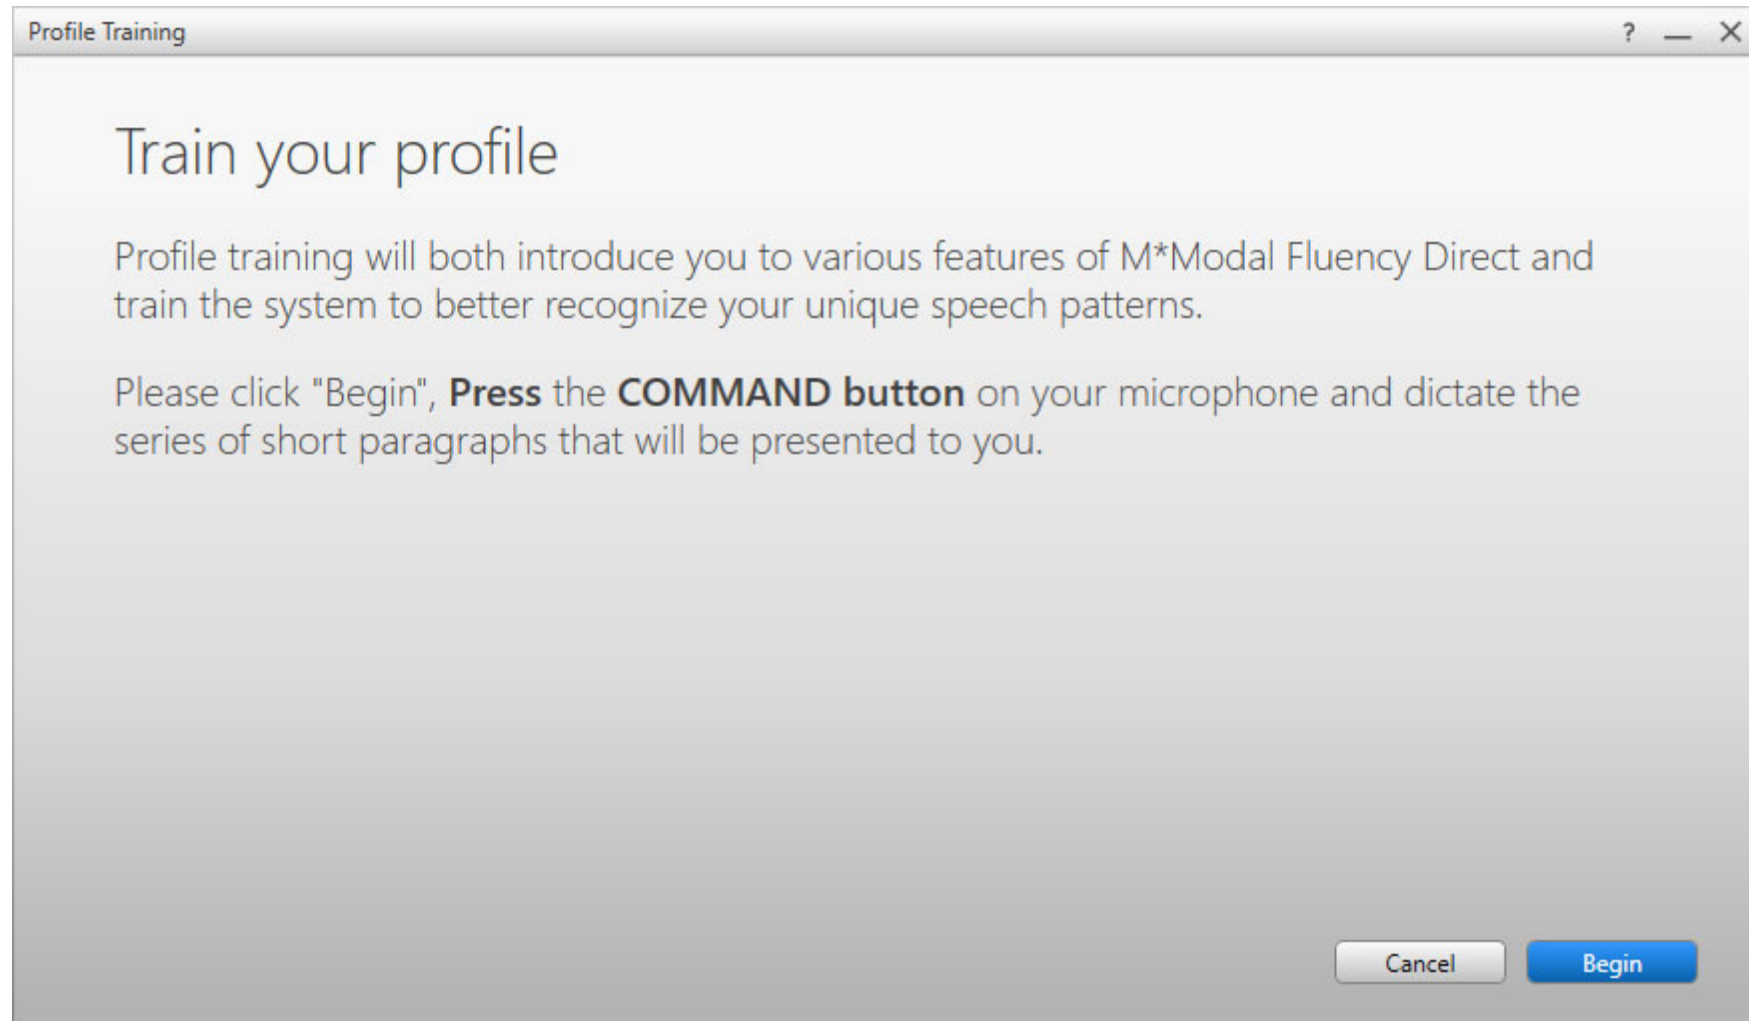 Profile Training
?
Train your profile
Profile training will both introduce you to various features of M*Modal Fluency Direct and
train the system to better recognize your unique speech patterns.
Please click "Begin", Press the COMMAND button on your microphone and dictate the
series of short paragraphs that will be presented to you.
Cancel Begin